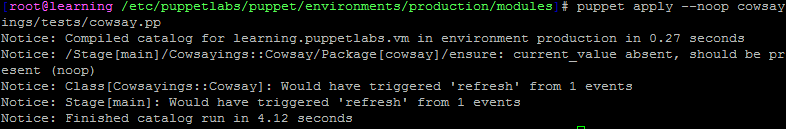 [root@learning /etc/puppetlabs/puppet/environments/production/modules]# puppet apply --noop cowsay
ings/tests/cowsay.pp
Notice: Compiled catalog for learning.puppetlabs.vm in environment production in 0.27 seconds
Notice: /Stage[main]/Cowsayings::Cowsay/Package[cowsay]/ensure: current_value absent, should be pr
esent (noop)
Notice: Class[Cowsayings::Cowsay]: Would have triggered 'refresh' from 1 events
Notice: Stage[main]: Would have triggered 'refresh' from 1 events
Notice: Finished catalog run in 4.12 seconds